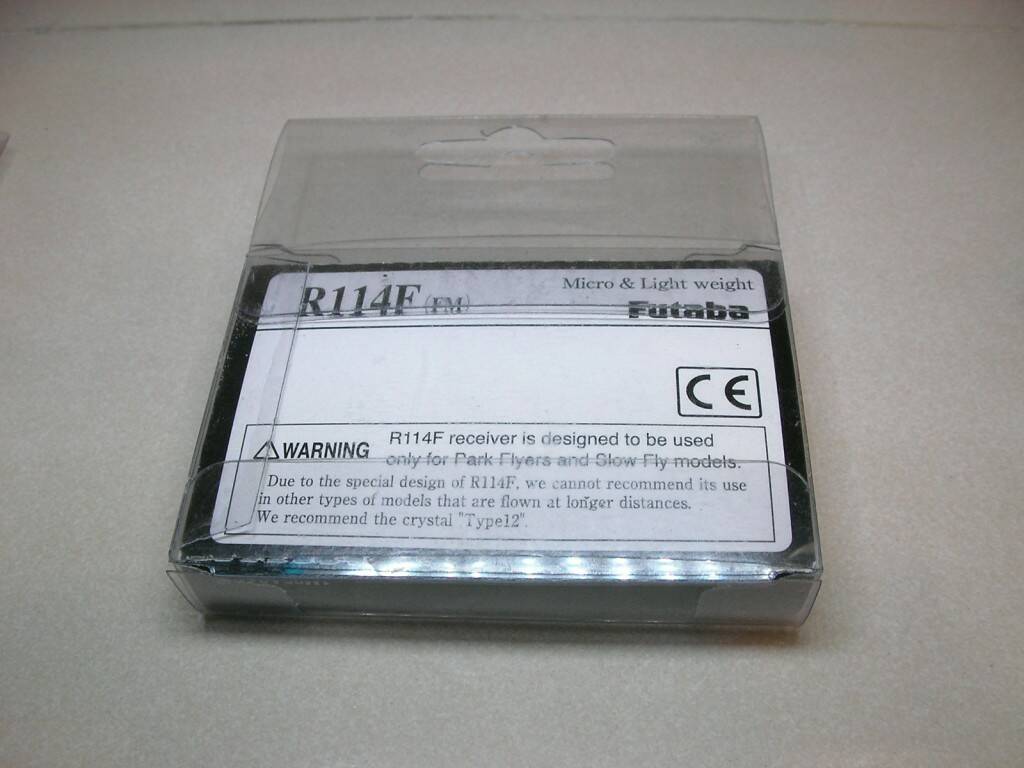 R114F (FM)
Micro & Light weight
Futaba
CE
WARNING
R114F receiver is designed to be used
only for Park Flyers and Slow Fly models.
Due to the special design of R114F, we cannot recommend its use
in other types of models that are flown at longer distances.
We recommend the crystal "Type12".